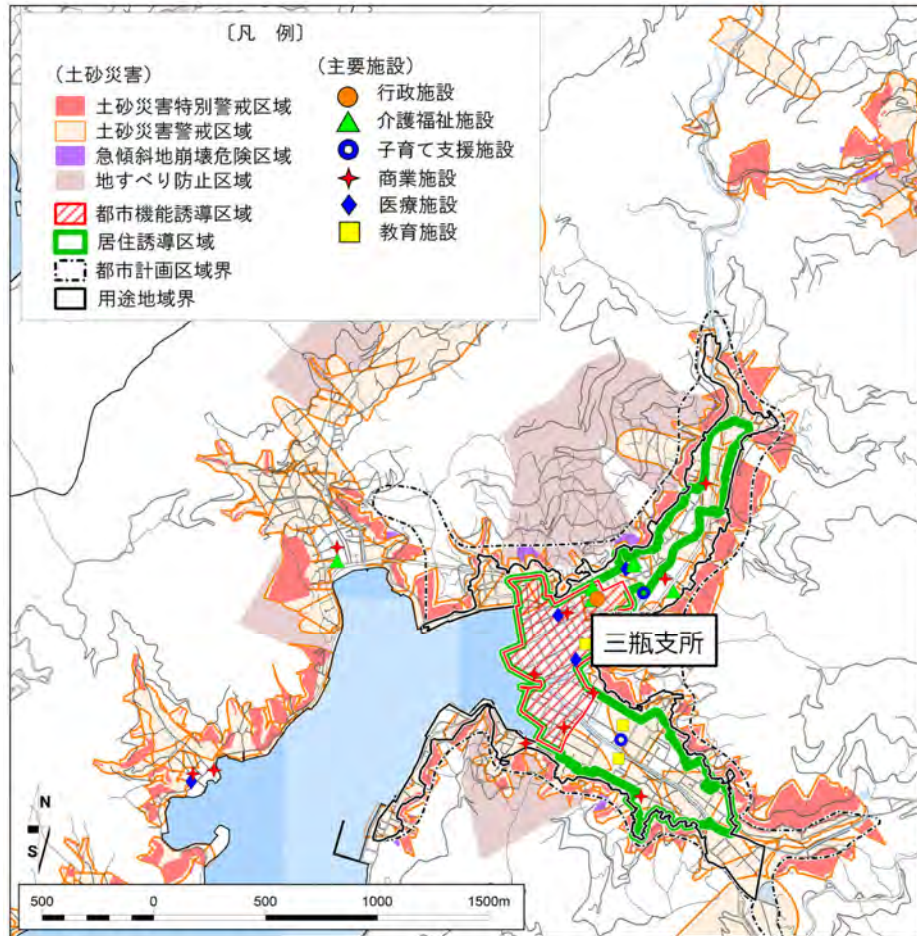 〔凡 例〕
（土砂災害）
土砂災害特別警戒区域
土砂災害警戒区域
急傾斜地崩壊危険区域
地すべり防止区域
都市機能誘導区域
居住誘導区域
都市計画区域界
用途地域界
（主要施設）
行政施設
介護福祉施設
子育て支援施設
商業施設
医療施設
教育施設
三瓶支所
N
S
500 0 500 1000 1500m